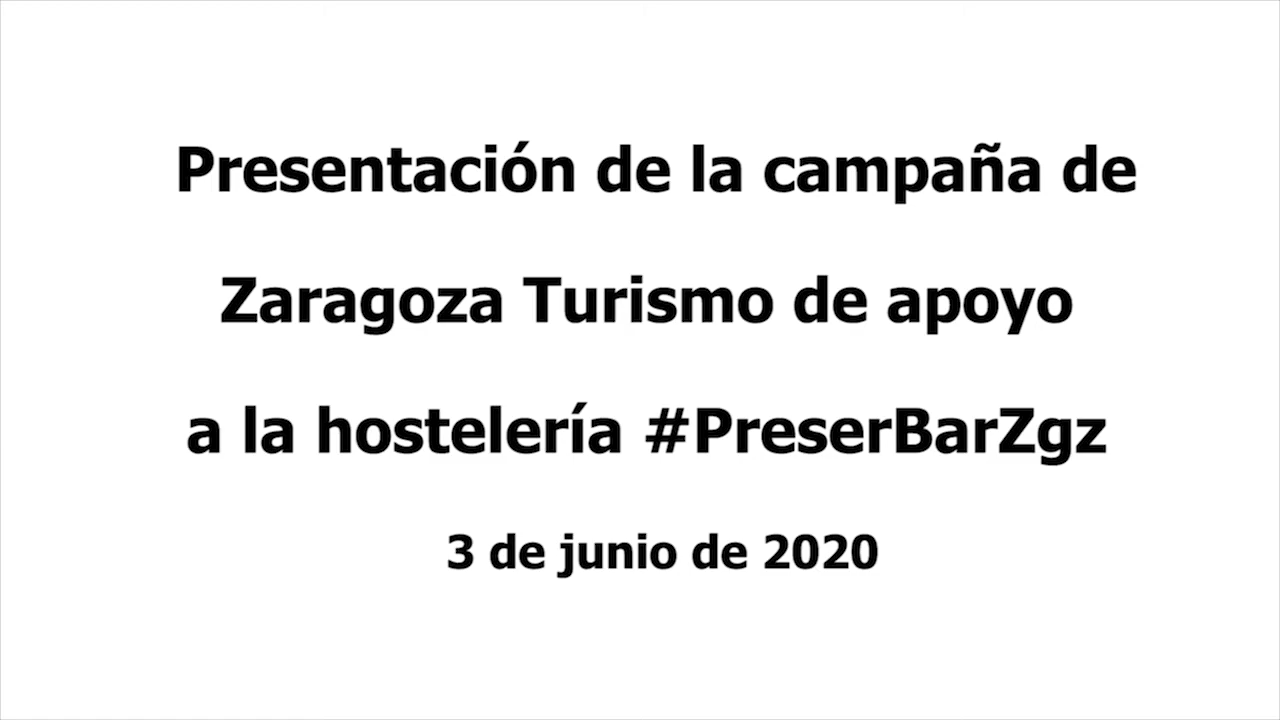 Presentación de la campaña de
Zaragoza Turismo de apoyo
a la hostelería #PreserBarZgz
3 de junio de 2020